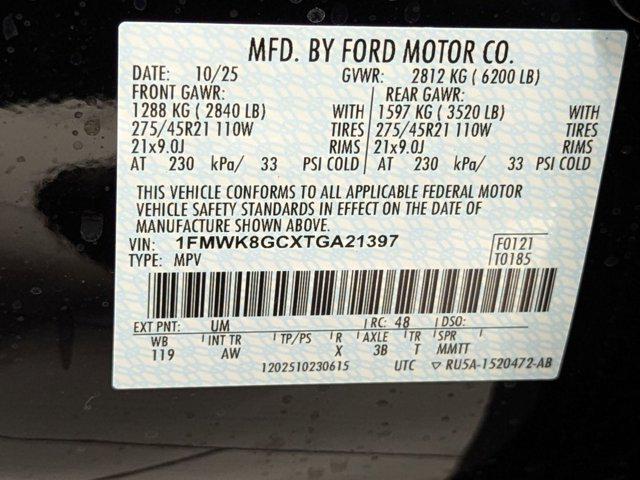 MFD. BY FORD MOTOR CO.
DATE: 10/25 GVWR: 2812 KG ( 6200 LB)
FRONT GAWR: REAR GAWR:
1288 KG ( 2840 LB) WITH 1597 KG ( 3520 LB) WITH
275/45R21 110W TIRES 275/45R21 110W TIRES
21x9.0J RIMS 21x9.0J RIMS
AT 230 kPa/ 33 PSI COLD AT 230 kPa/ 33 PSI COLD
THIS VEHICLE CONFORMS TO ALL APPLICABLE FEDERAL MOTOR
VEHICLE SAFETY STANDARDS IN EFFECT ON THE DATE OF
MANUFACTURE SHOWN ABOVE.
VIN: 1FMWK8GCXTGA21397 F0121
TYPE: MPV T0185
EXT PNT: UM RC: 48 DSO:
WB INT TR TP/PS R AXLE TR SPR
119 AW X 3B T MMTT
1202510230615 UTC ▽ RU5A-1520472-AB